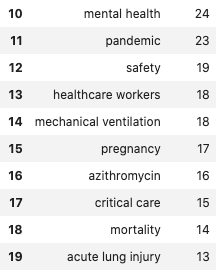 10 mental health 24
11 pandemic 23
12 safety 19
13 healthcare workers 18
14 mechanical ventilation 18
15 pregnancy 17
16 azithromycin 16
17 critical care 15
18 mortality 14
19 acute lung injury 13